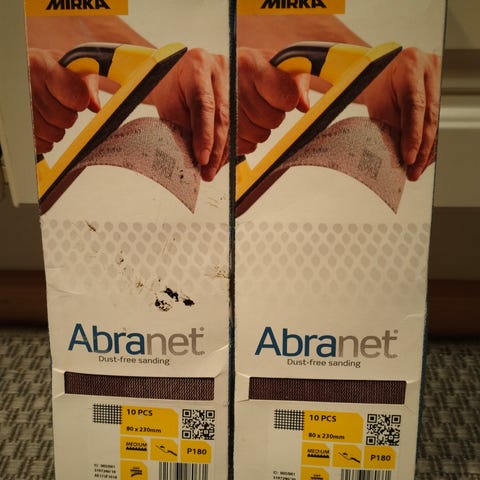 MIRKA
Abranet
Dust-free sanding
10 PCS
80 x 230mm
MEDIUM
P180
MIRKA
Abranet
Dust-free sanding
10 PCS
80 x 230mm
MEDIUM
P180